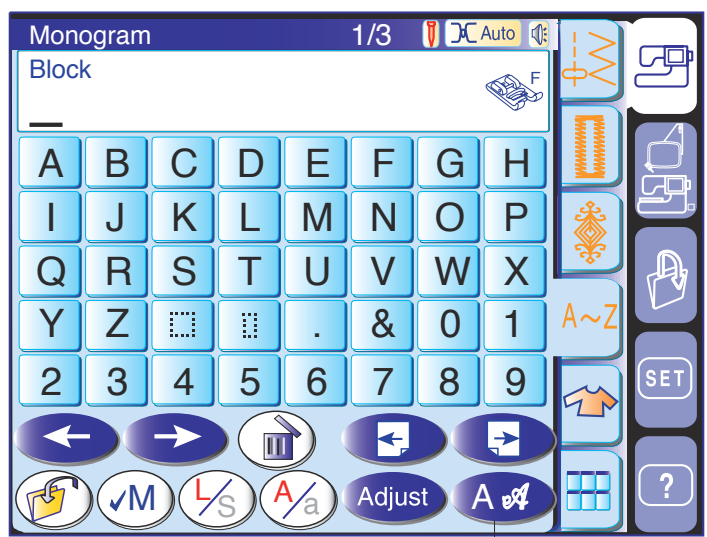 Monogram 1/3 Auto
Block
F
A B C D E F G H
I J K L M N O P
Q R S T U V W X
Y Z . & 0 1
2 3 4 5 6 7 8 9
✓M L/S A/a Adjust A A
A~Z
SET
?